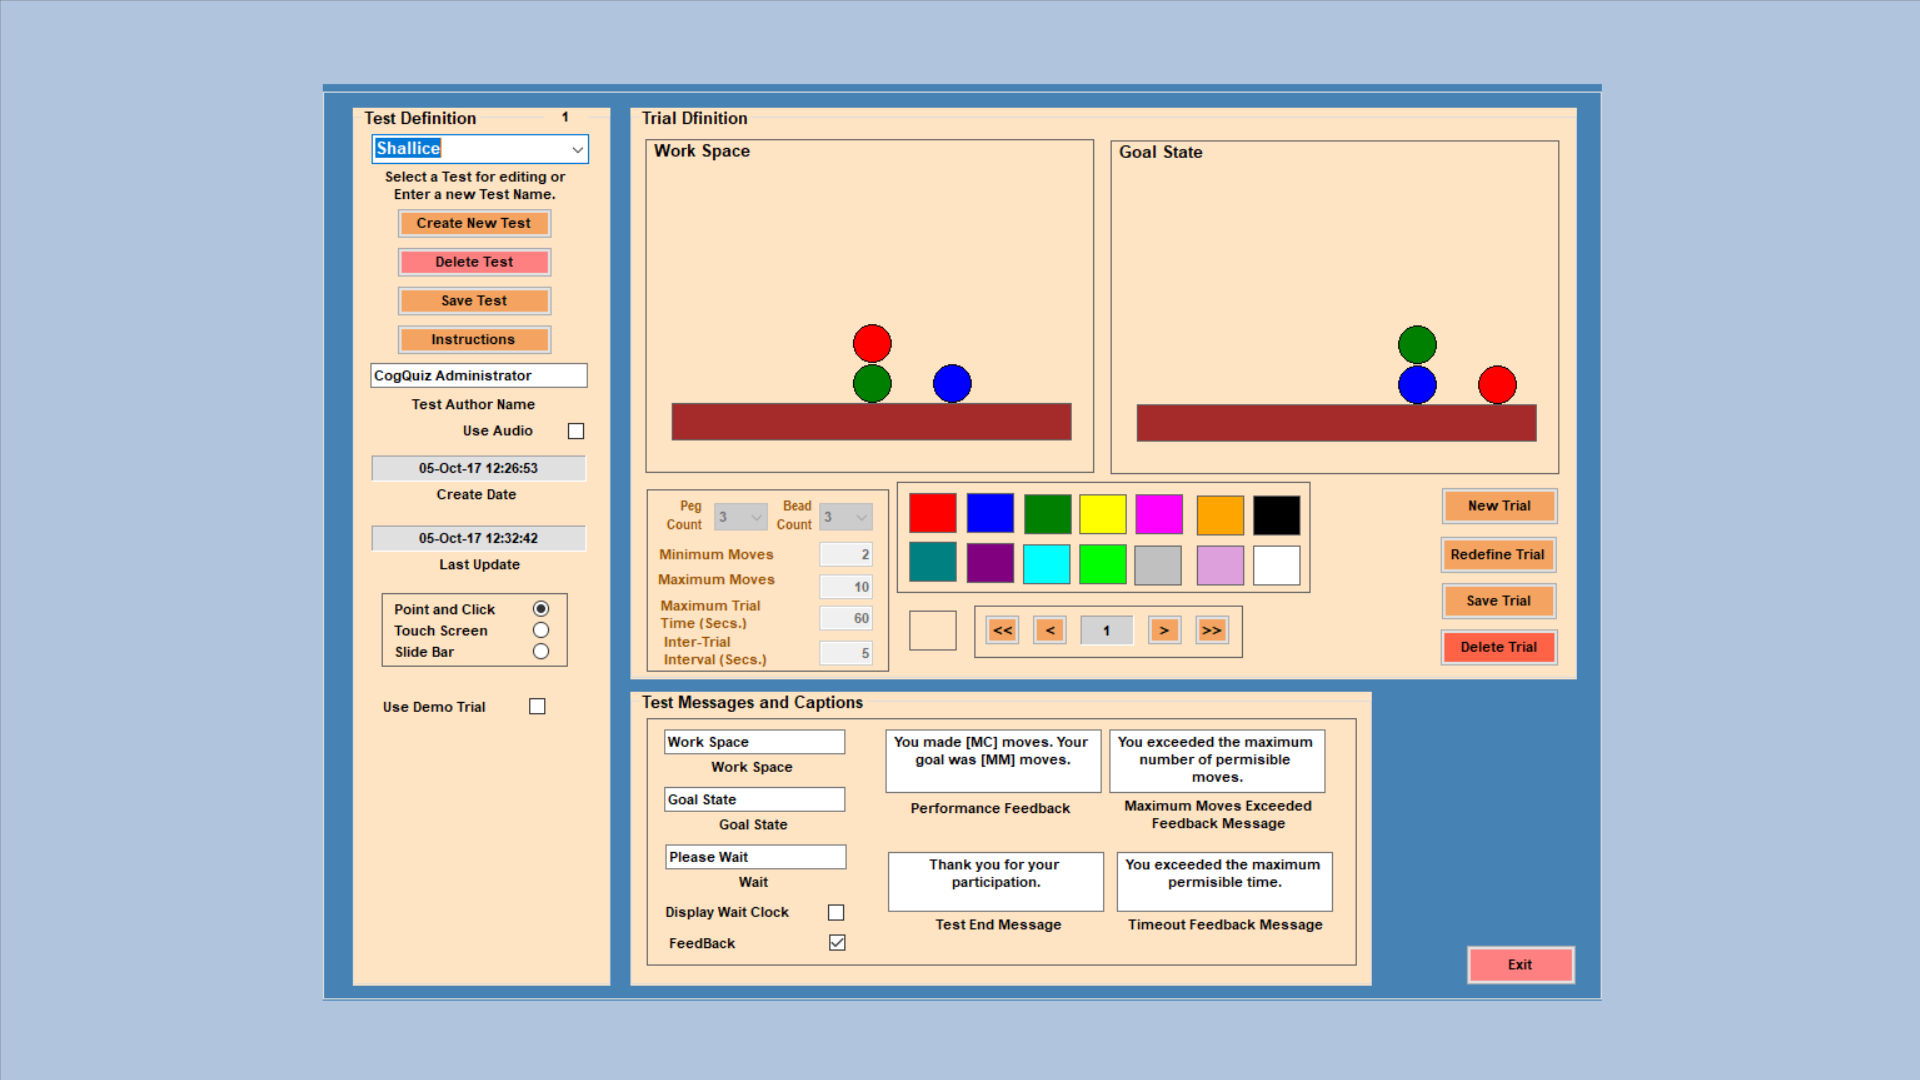 Test Definition 1
Shallice
Select a Test for editing or
Enter a new Test Name.
Create New Test
Delete Test
Save Test
Instructions
CogQuiz Administrator
Test Author Name
Use Audio
05-Oct-17 12:26:53
Create Date
05-Oct-17 12:32:42
Last Update
Point and Click
Touch Screen
Slide Bar
Use Demo Trial
Trial Dfinition
Work Space
Goal State
Peg
Count
3
Bead
Count
3
Minimum Moves 2
Maximum Moves 10
Maximum Trial
Time (Secs.)
60
Inter-Trial
Interval (Secs.)
5
<< < 1 > >>
New Trial
Redefine Trial
Save Trial
Delete Trial
Test Messages and Captions
Work Space
Work Space
Goal State
Goal State
Please Wait
Wait
Display Wait Clock
FeedBack
You made [MC] moves. Your
goal was [MM] moves.
Performance Feedback
You exceeded the maximum
number of permisible
moves.
Maximum Moves Exceeded
Feedback Message
Thank you for your
participation.
Test End Message
You exceeded the maximum
permisible time.
Timeout Feedback Message
Exit